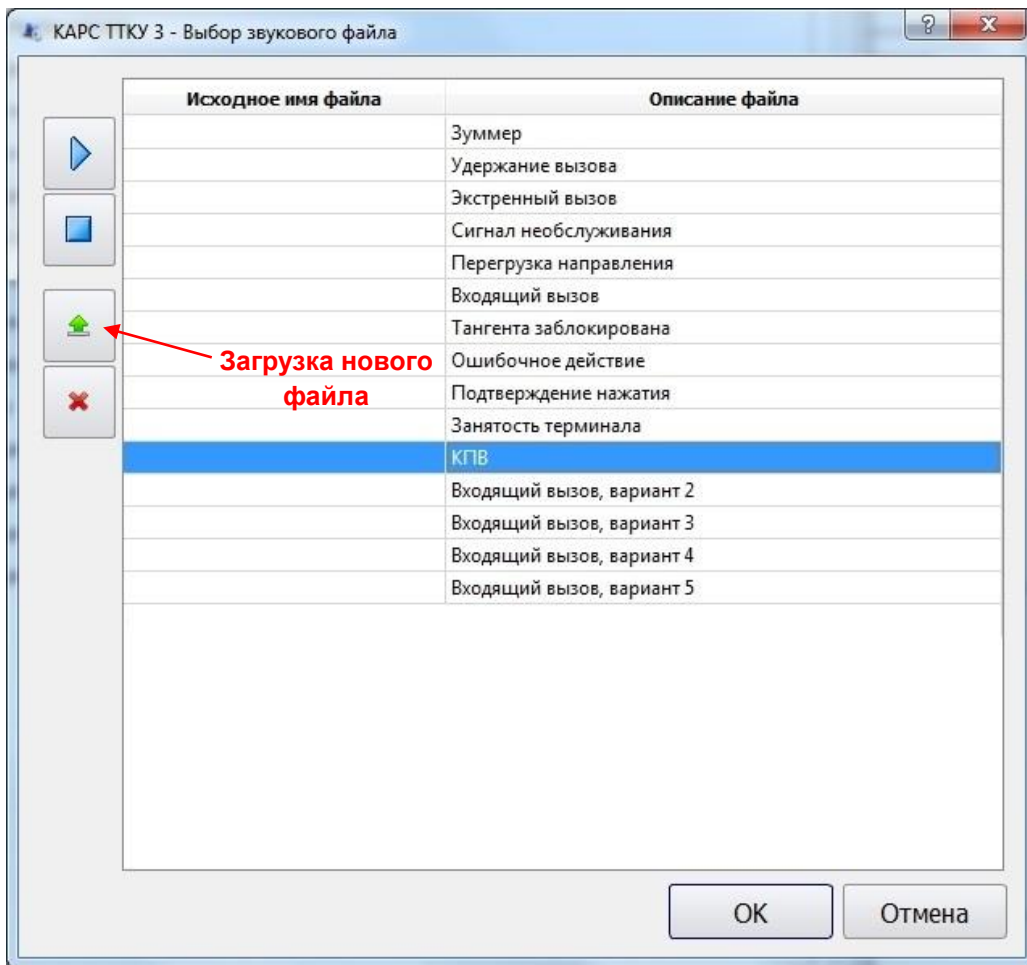 КАРС ТТКУ 3 - Выбор звукового файла
Исходное имя файла
Описание файла
Зуммер
Удержание вызова
Экстренный вызов
Сигнал необслуживания
Перегрузка направления
Входящий вызов
Тангента заблокирована
Ошибочное действие
Подтверждение нажатия
Занятость терминала
КПВ
Входящий вызов, вариант 2
Входящий вызов, вариант 3
Входящий вызов, вариант 4
Входящий вызов, вариант 5
Загрузка нового
файла
OK
Отмена